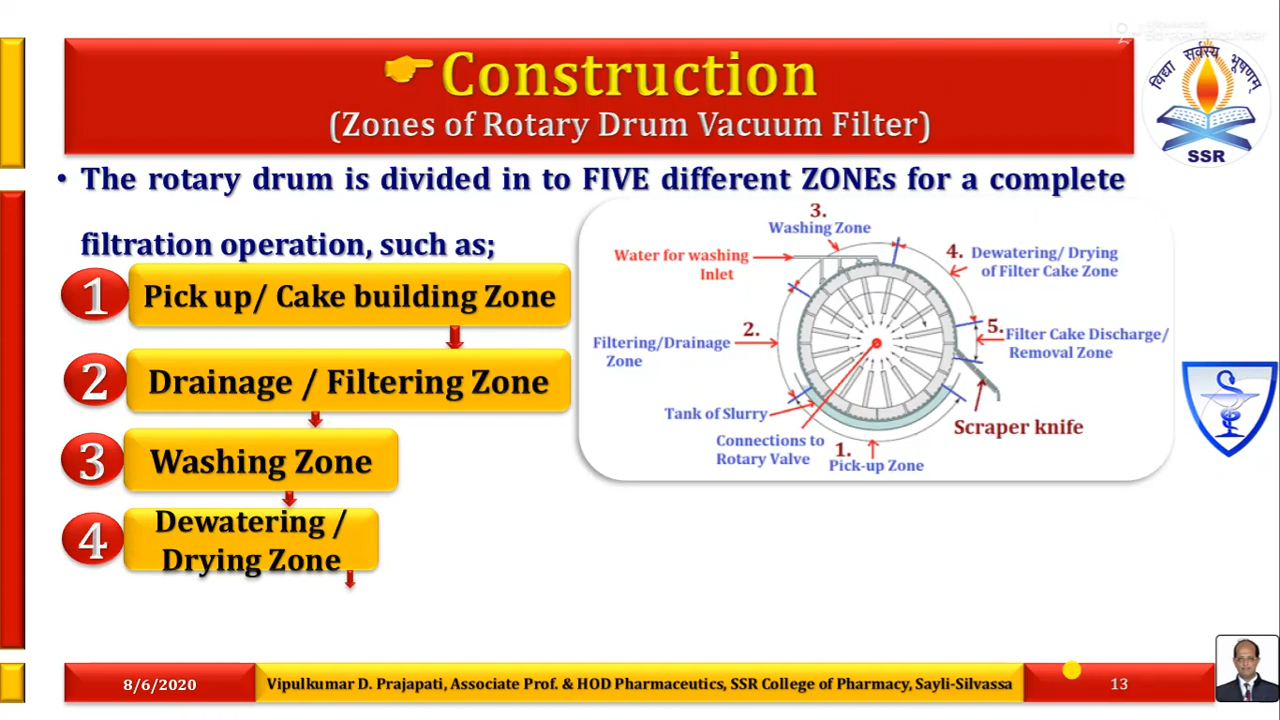 Construction
(Zones of Rotary Drum Vacuum Filter)
विद्या सर्वस्य भूषणम्
SSR
• The rotary drum is divided in to FIVE different ZONEs for a complete
filtration operation, such as;
1 Pick up/ Cake building Zone
2 Drainage / Filtering Zone
3 Washing Zone
4 Dewatering /
Drying Zone
3.
Washing Zone
Water for washing
Inlet
4. Dewatering/ Drying
of Filter Cake Zone
2.
Filtering/Drainage
Zone
5. Filter Cake Discharge/
Removal Zone
Tank of Slurry
Scraper knife
Connections to
Rotary Valve
1.
Pick-up Zone
8/6/2020
Vipulkumar D. Prajapati, Associate Prof. & HOD Pharmaceutics, SSR College of Pharmacy, Sayli-Silvassa
13